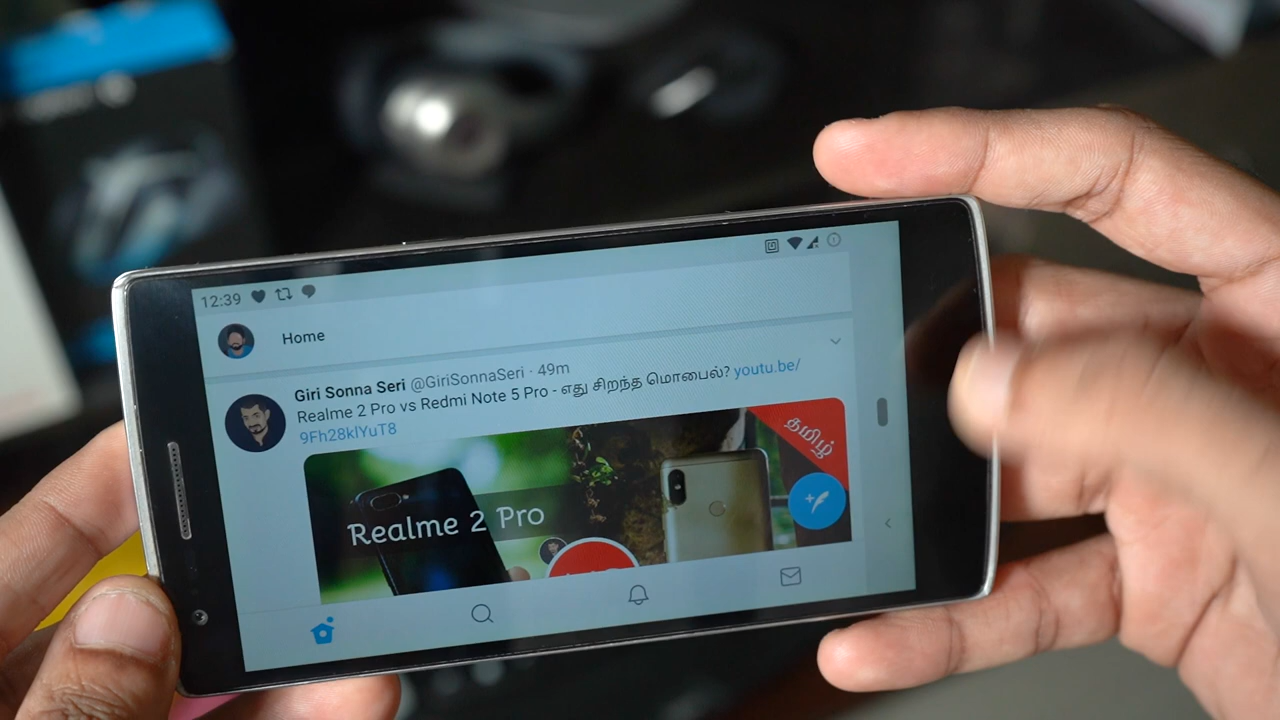 12:39
Home
Giri Sonna Seri @GiriSonnaSeri · 49m
Realme 2 Pro vs Redmi Note 5 Pro - எது சிறந்த மொபைல்? youtu.be/
9Fh28klYuT8
தமிழ்
Realme 2 Pro